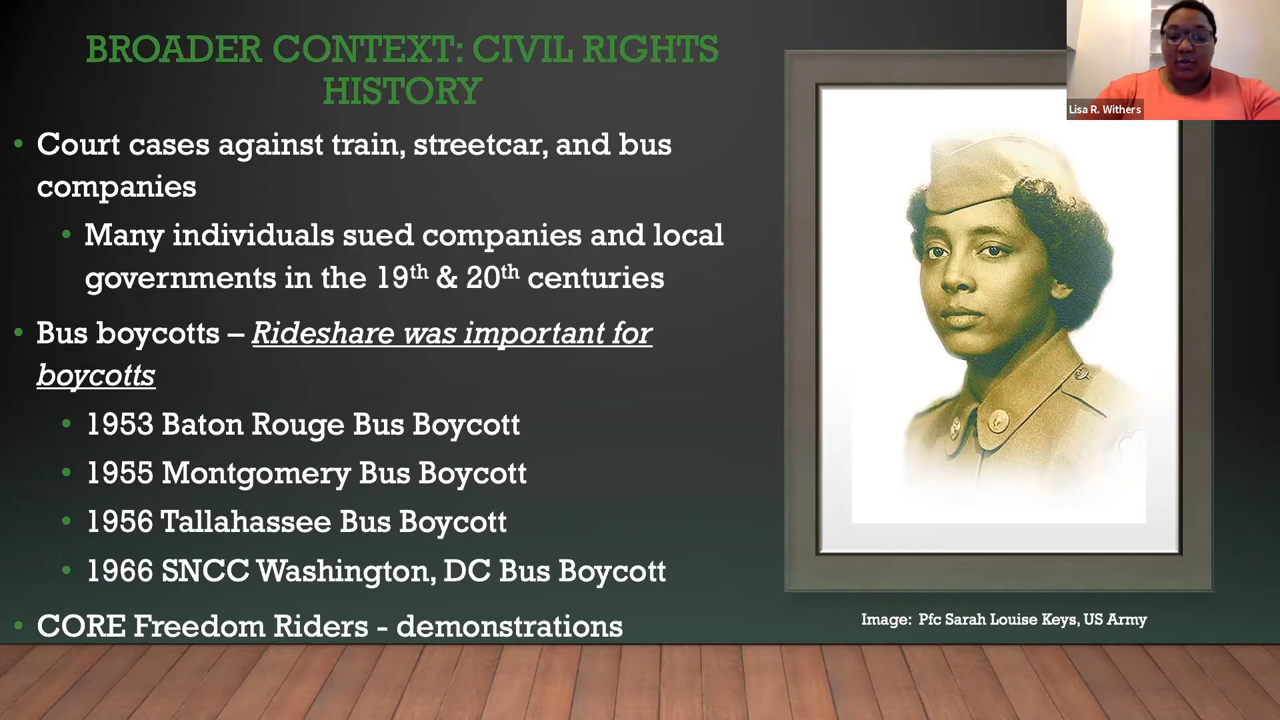 BROADER CONTEXT: CIVIL RIGHTS
HISTORY
• Court cases against train, streetcar, and bus
companies
• Many individuals sued companies and local
governments in the 19th & 20th centuries
• Bus boycotts – Rideshare was important for
boycotts
• 1953 Baton Rouge Bus Boycott
• 1955 Montgomery Bus Boycott
• 1956 Tallahassee Bus Boycott
• 1966 SNCC Washington, DC Bus Boycott
• CORE Freedom Riders - demonstrations
Lisa R. Withers
Image: Pfc Sarah Louise Keys, US Army